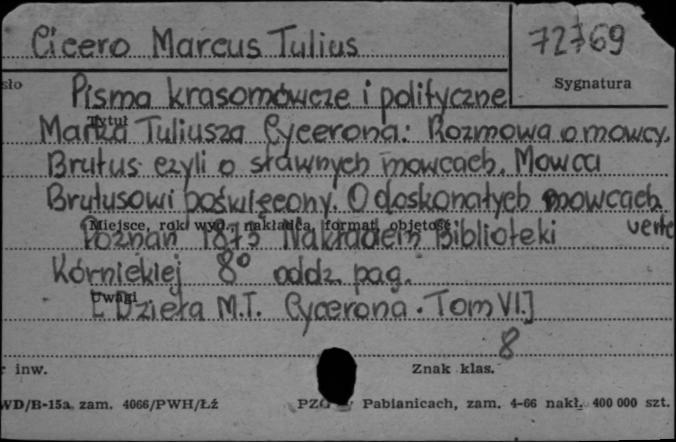 Cicero Marcus Tulius
72769
sło
Sygnatura
Pisma krasomówcze i polityczne
Tytuł
Marka Tuliusza Cycerona: Rozmowa o mowcy.
Brutus czyli o sławnych mowcach. Mowca
Brutusowi poświęcony. O doskonałych mowcach
verte
Miejsce, rok wyd., nakładca, format, objętość
Poznań 1873 Nakładem Biblioteki
Kórnickiej 8° oddz. pag.
Uwagi
[Dzieła M.T. Cycerona. Tom VI.]
8
r inw.
Znak klas.
WD/B-15a zam. 4066/PWH/Łź
Pabianicach, zam. 4-66 nakł. 400 000 szt.